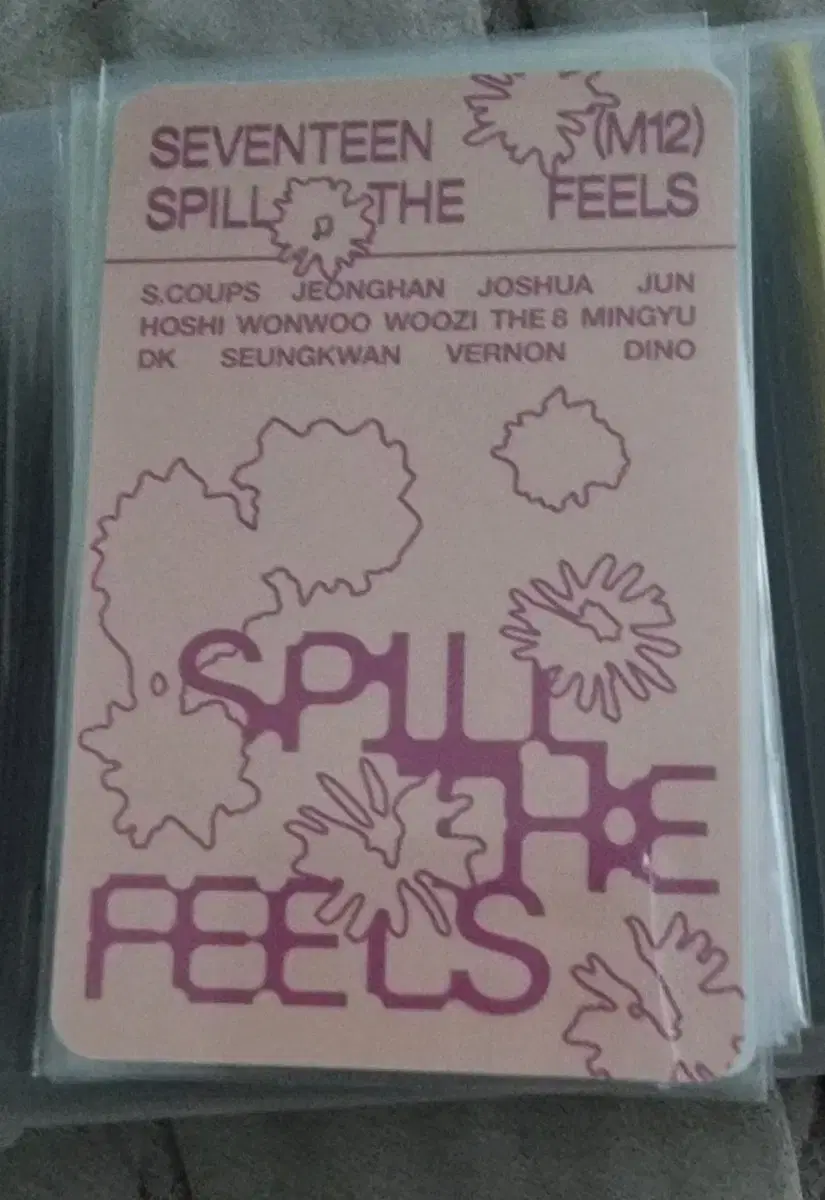 SEVENTEEN (M12)
SPILL THE FEELS
S.COUPS JEONGHAN JOSHUA JUN
HOSHI WONWOO WOOZI THE 8 MINGYU
DK SEUNGKWAN VERNON DINO
SPILL
THE
FEELS